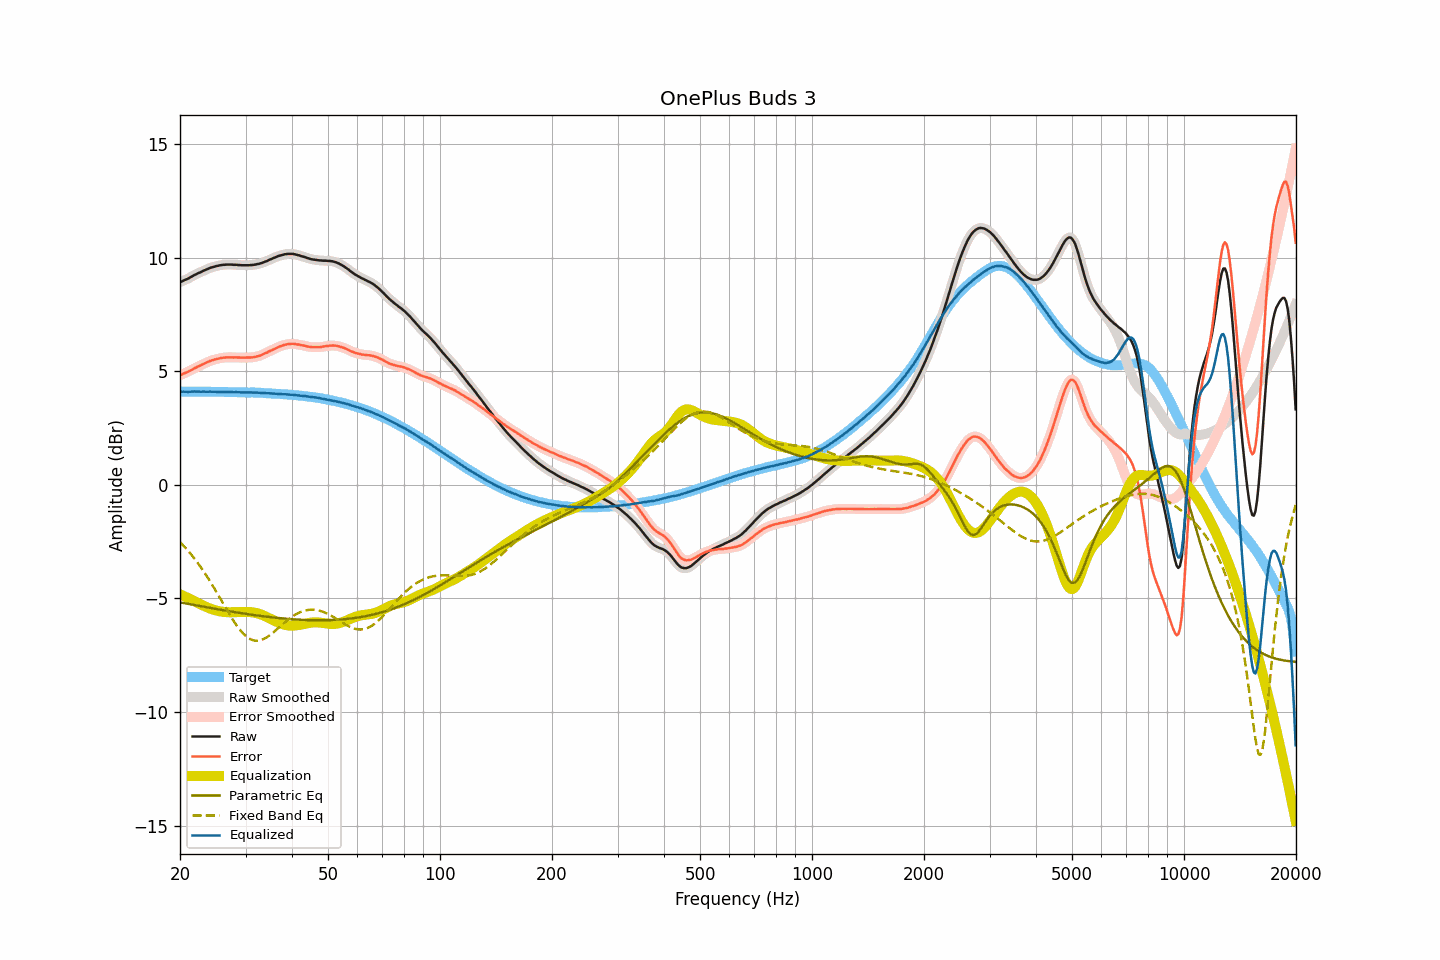 OnePlus Buds 3
15
10
5
0
−5
−10
−15
Amplitude (dBr)
Target
Raw Smoothed
Error Smoothed
Raw
Error
Equalization
Parametric Eq
Fixed Band Eq
Equalized
20 50 100 200 500 1000 2000 5000 10000 20000
Frequency (Hz)